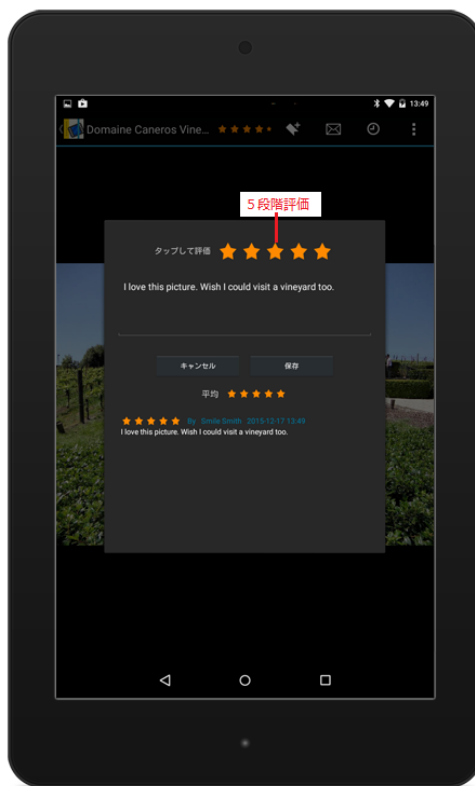 13:49
Domaine Caneros Vine...
５段階評価
タップして評価
I love this picture. Wish I could visit a vineyard too.
キャンセル 保存
平均
By Smile Smith 2015-12-17 13:49
I love this picture. Wish I could visit a vineyard too.